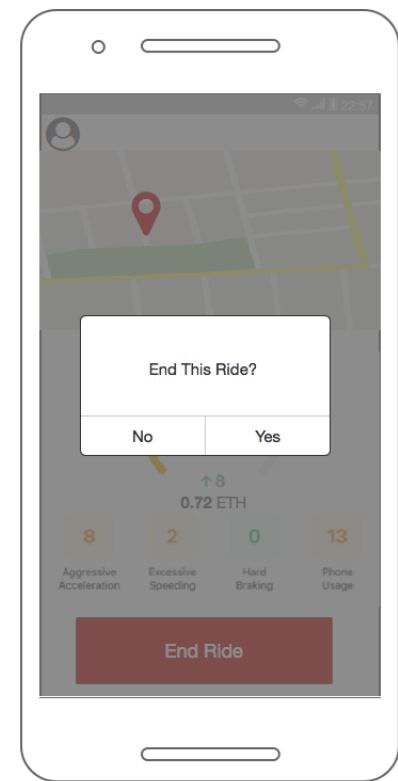 22:57
End This Ride?
No Yes
↑8
0.72 ETH
8 2 0 13
Aggressive Excessive Hard Phone
Acceleration Speeding Braking Usage
End Ride